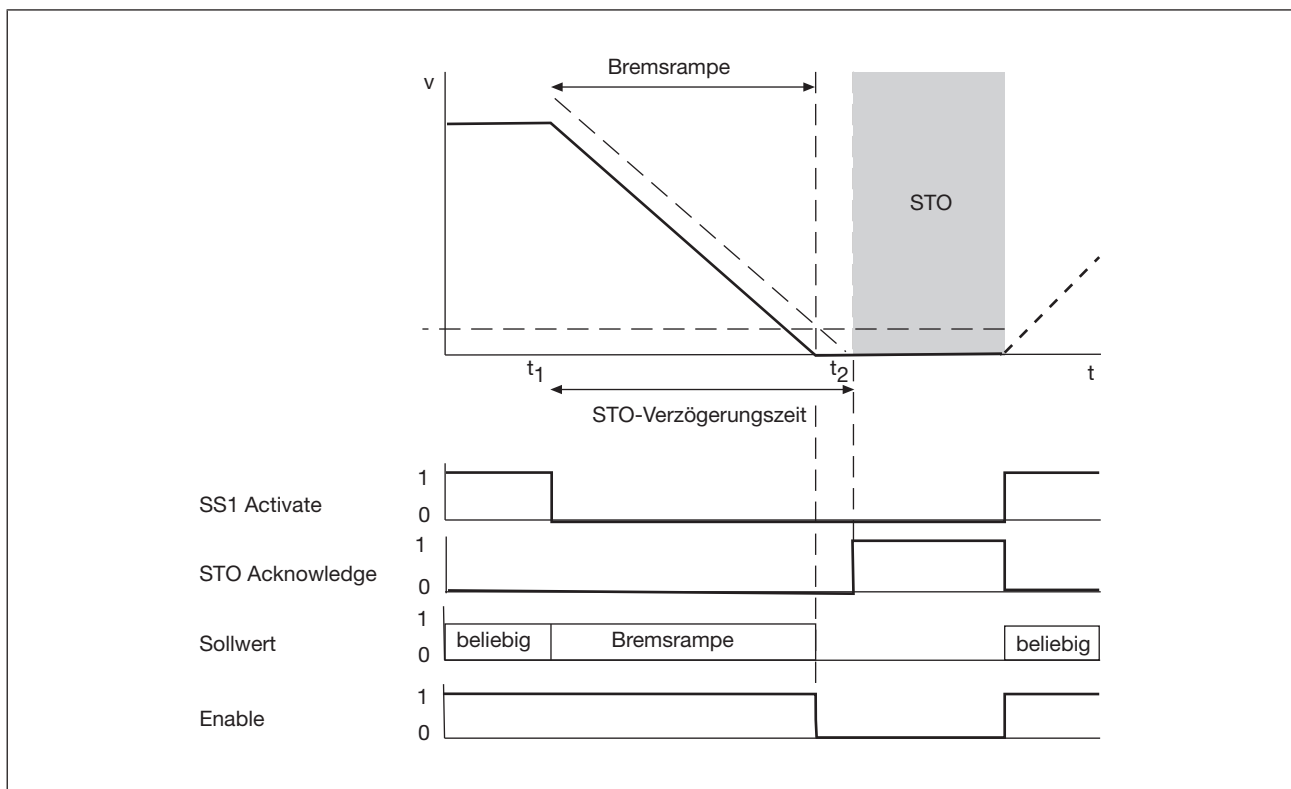 Bremsrampe
v
STO
t1
t2
t
STO-Verzögerungszeit
SS1 Activate
1
0
STO Acknowledge
1
0
Sollwert
1
0
beliebig
Bremsrampe
beliebig
Enable
1
0